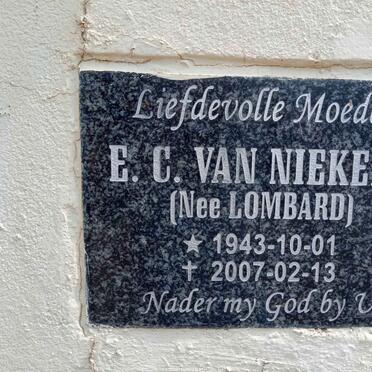 Liefdevolle Moed
E. C. VAN NIEKE
(Nee LOMBARD)
★ 1943-10-01
✝ 2007-02-13
Nader my God by U